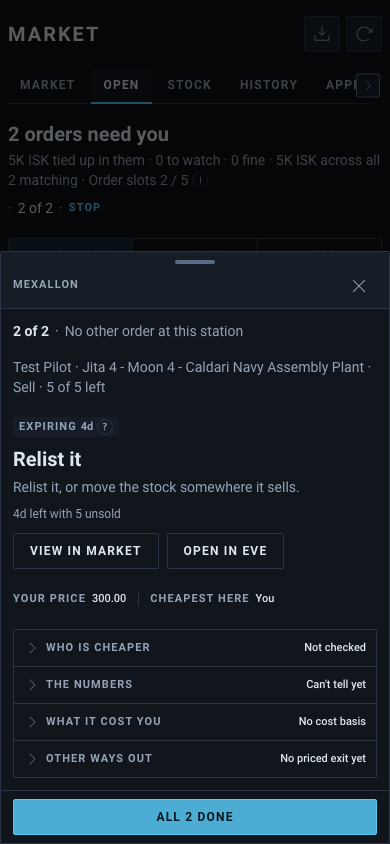 MARKET
MARKET OPEN STOCK HISTORY
2 orders need you
5K ISK tied up in them · 0 to watch · 0 fine · 5K ISK across all
2 matching · Order slots 2 / 5
· 2 of 2 · STOP
MEXALLON
2 of 2 · No other order at this station
Test Pilot · Jita 4 - Moon 4 - Caldari Navy Assembly Plant ·
Sell · 5 of 5 left
EXPIRING 4d ?
Relist it
Relist it, or move the stock somewhere it sells.
4d left with 5 unsold
VIEW IN MARKET OPEN IN EVE
YOUR PRICE 300.00 CHEAPEST HERE You
WHO IS CHEAPER Not checked
THE NUMBERS Can't tell yet
WHAT IT COST YOU No cost basis
OTHER WAYS OUT No priced exit yet
ALL 2 DONE